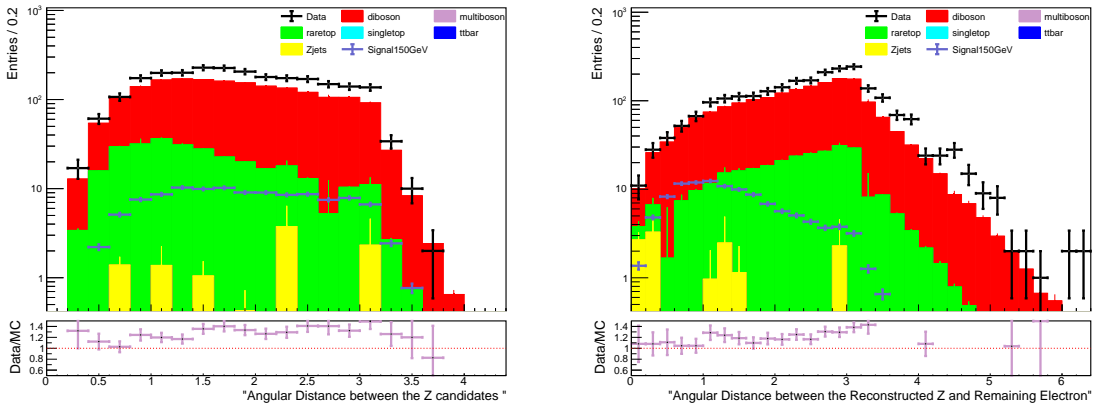 Entries / 0.2
10³
10²
10
1
Data
diboson
multiboson
raretop
singletop
ttbar
Zjets
Signal150GeV
Data/MC
1.4
1.2
1
0.8
0.6
0 0.5 1 1.5 2 2.5 3 3.5 4
"Angular Distance between the Z candidates "
Entries / 0.2
10³
10²
10
1
Data
diboson
multiboson
raretop
singletop
ttbar
Zjets
Signal150GeV
Data/MC
1.4
1.2
1
0.8
0.6
0 1 2 3 4 5 6
"Angular Distance between the Reconstructed Z and Remaining Electron"